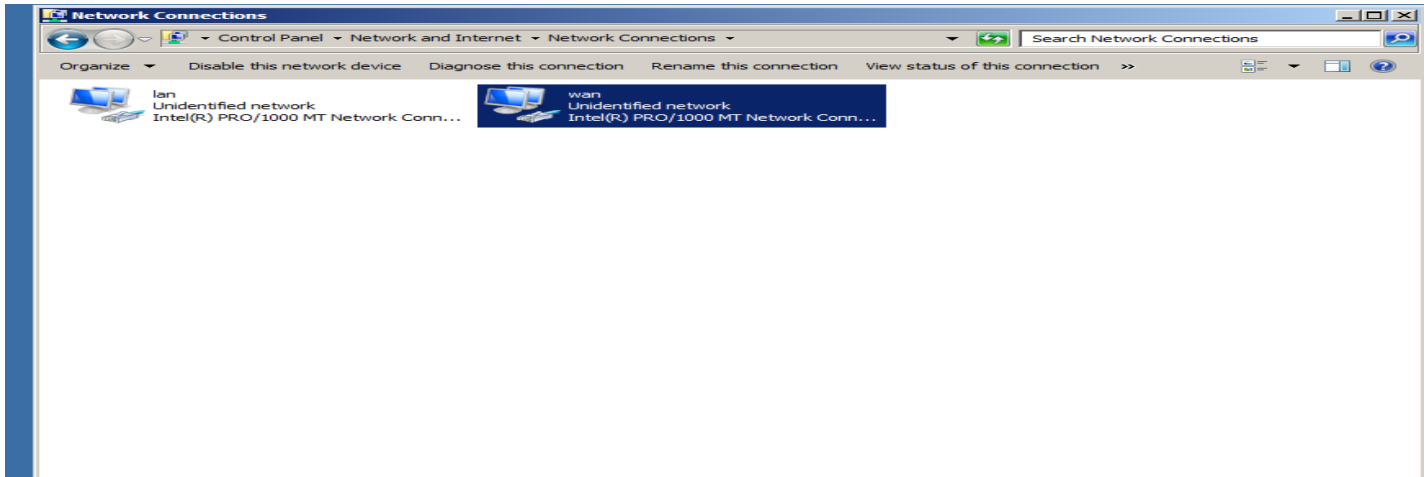 Network Connections
Control Panel Network and Internet Network Connections
Search Network Connections
Organize Disable this network device Diagnose this connection Rename this connection View status of this connection »
lan
Unidentified network
Intel(R) PRO/1000 MT Network Conn...
wan
Unidentified network
Intel(R) PRO/1000 MT Network Conn...